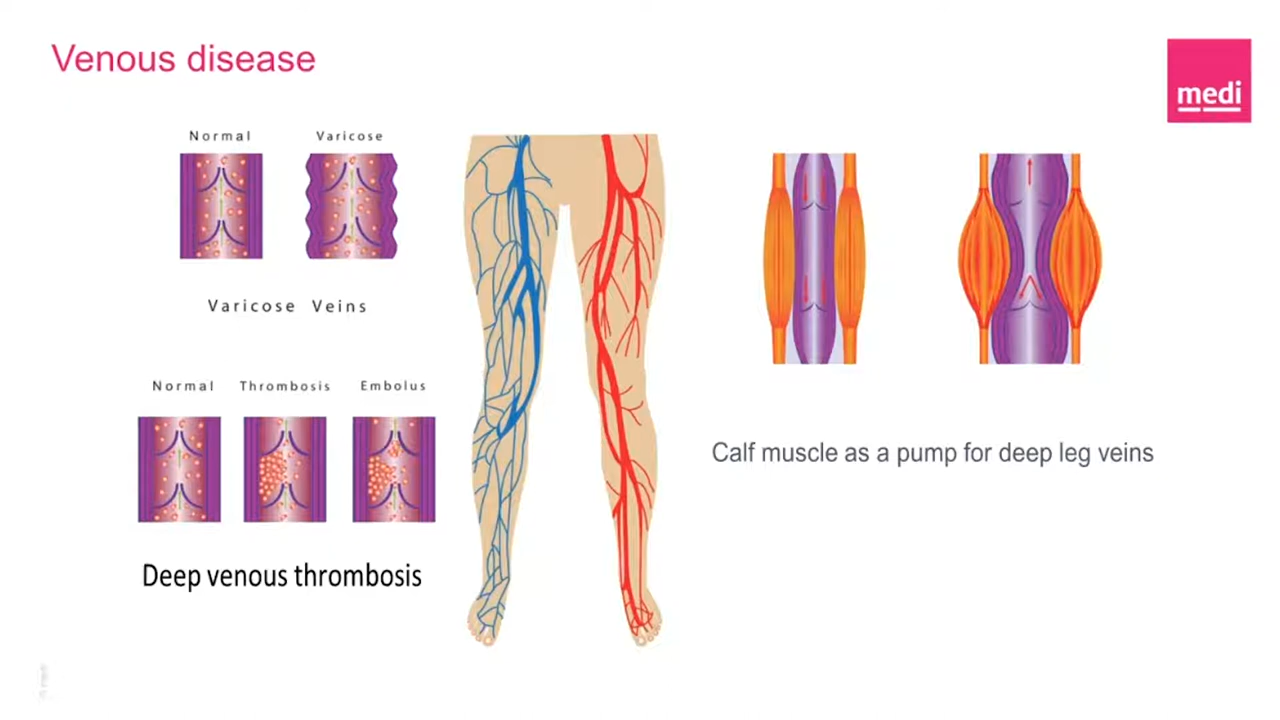 Venous disease
medi
Normal
Varicose
Varicose Veins
Normal
Thrombosis
Embolus
Deep venous thrombosis
Calf muscle as a pump for deep leg veins